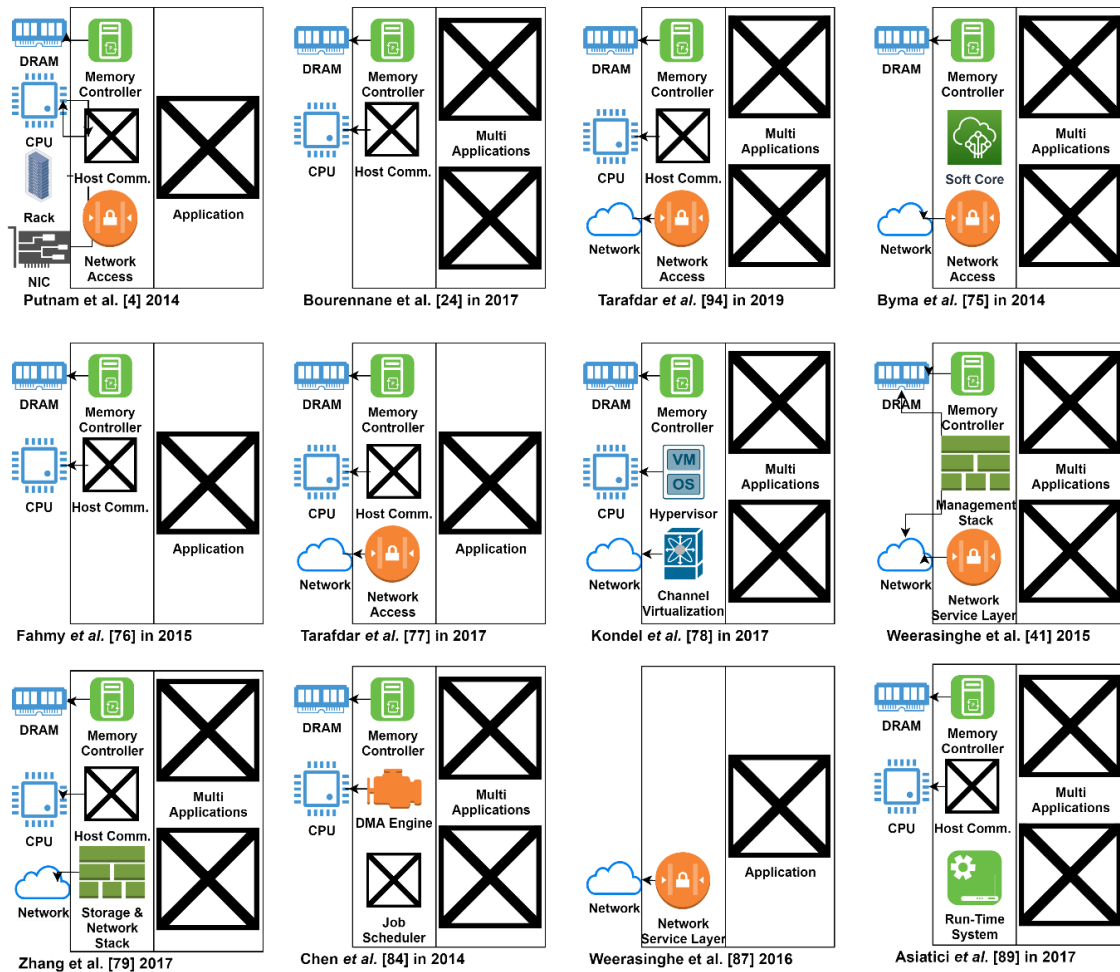 DRAM
Memory
Controller
CPU
Host Comm.
Rack
Application
NIC
Network
Access
Putnam et al. [4] 2014
DRAM
Memory
Controller
Multi
Applications
CPU
Host Comm.
Bourennane et al. [24] in 2017
DRAM
Memory
Controller
Multi
Applications
CPU
Host Comm.
Network
Network
Access
Tarafdar et al. [94] in 2019
DRAM
Memory
Controller
Multi
Applications
Soft Core
Network
Network
Access
Byma et al. [75] in 2014
DRAM
Memory
Controller
CPU
Host Comm.
Application
Fahmy et al. [76] in 2015
DRAM
Memory
Controller
CPU
Host Comm.
Application
Network
Network
Access
Tarafdar et al. [77] in 2017
DRAM
Memory
Controller
Multi
Applications
VM
OS
CPU
Hypervisor
Network
Channel
Virtualization
Kondel et al. [78] in 2017
DRAM
Memory
Controller
Multi
Applications
Management
Stack
Network
Network
Service Layer
Weerasinghe et al. [41] 2015
DRAM
Memory
Controller
Multi
Applications
CPU
Host Comm.
Network
Storage &
Network
Stack
Zhang et al. [79] 2017
DRAM
Memory
Controller
Multi
Applications
CPU
DMA Engine
Job
Scheduler
Chen et al. [84] in 2014
Application
Network
Network
Service Layer
Weerasinghe et al. [87] 2016
DRAM
Memory
Controller
Multi
Applications
CPU
Host Comm.
Run-Time
System
Asiatici et al. [89] in 2017